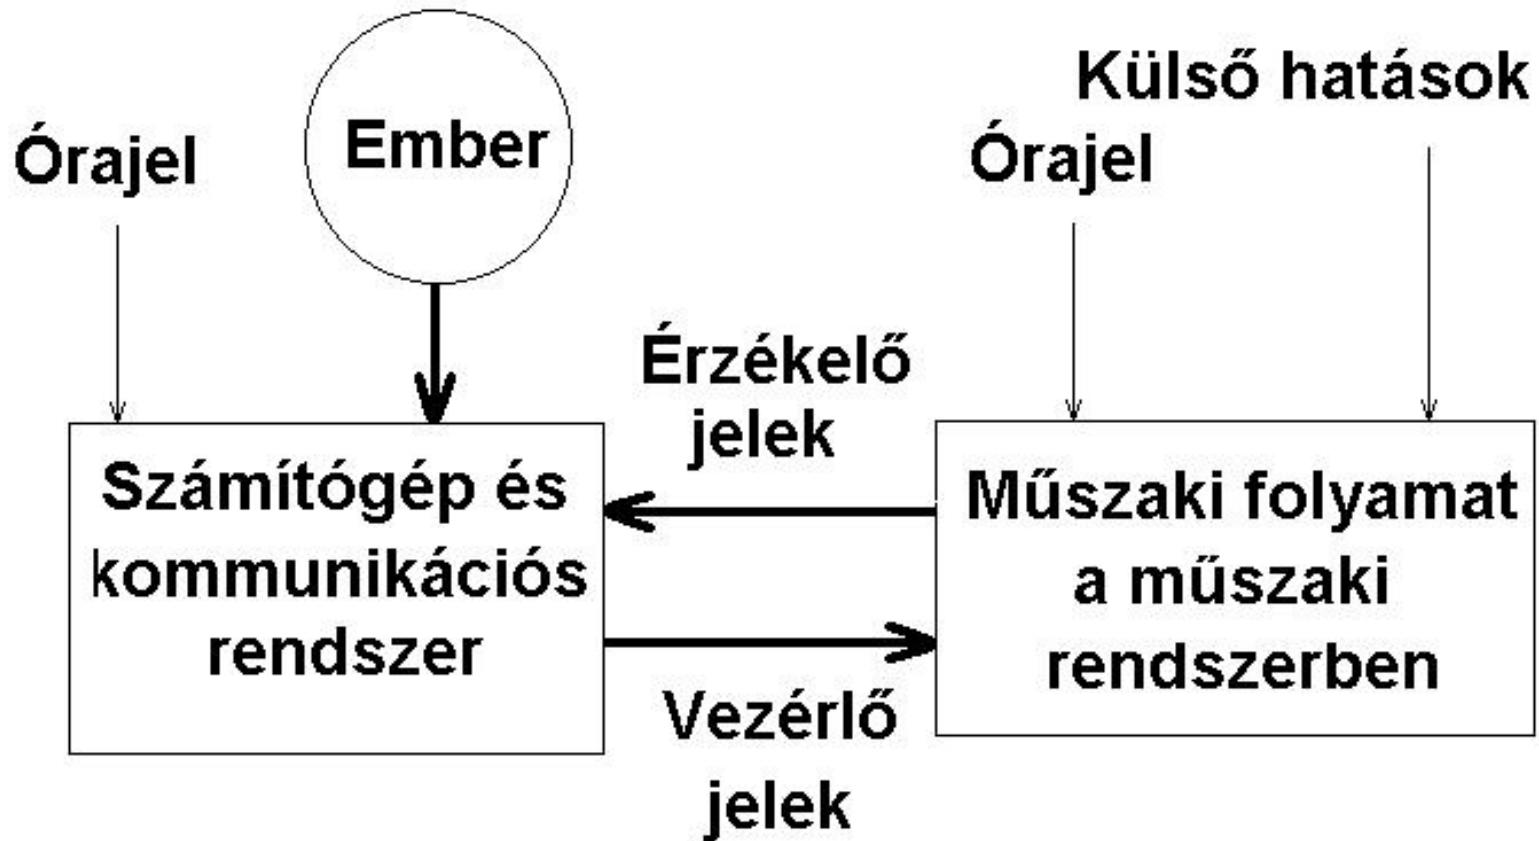 Külső hatások
Órajel
Ember
Órajel
Érzékelő
jelek
Számítógép és
kommunikációs
rendszer
Műszaki folyamat
a műszaki
rendszerben
Vezérlő
jelek